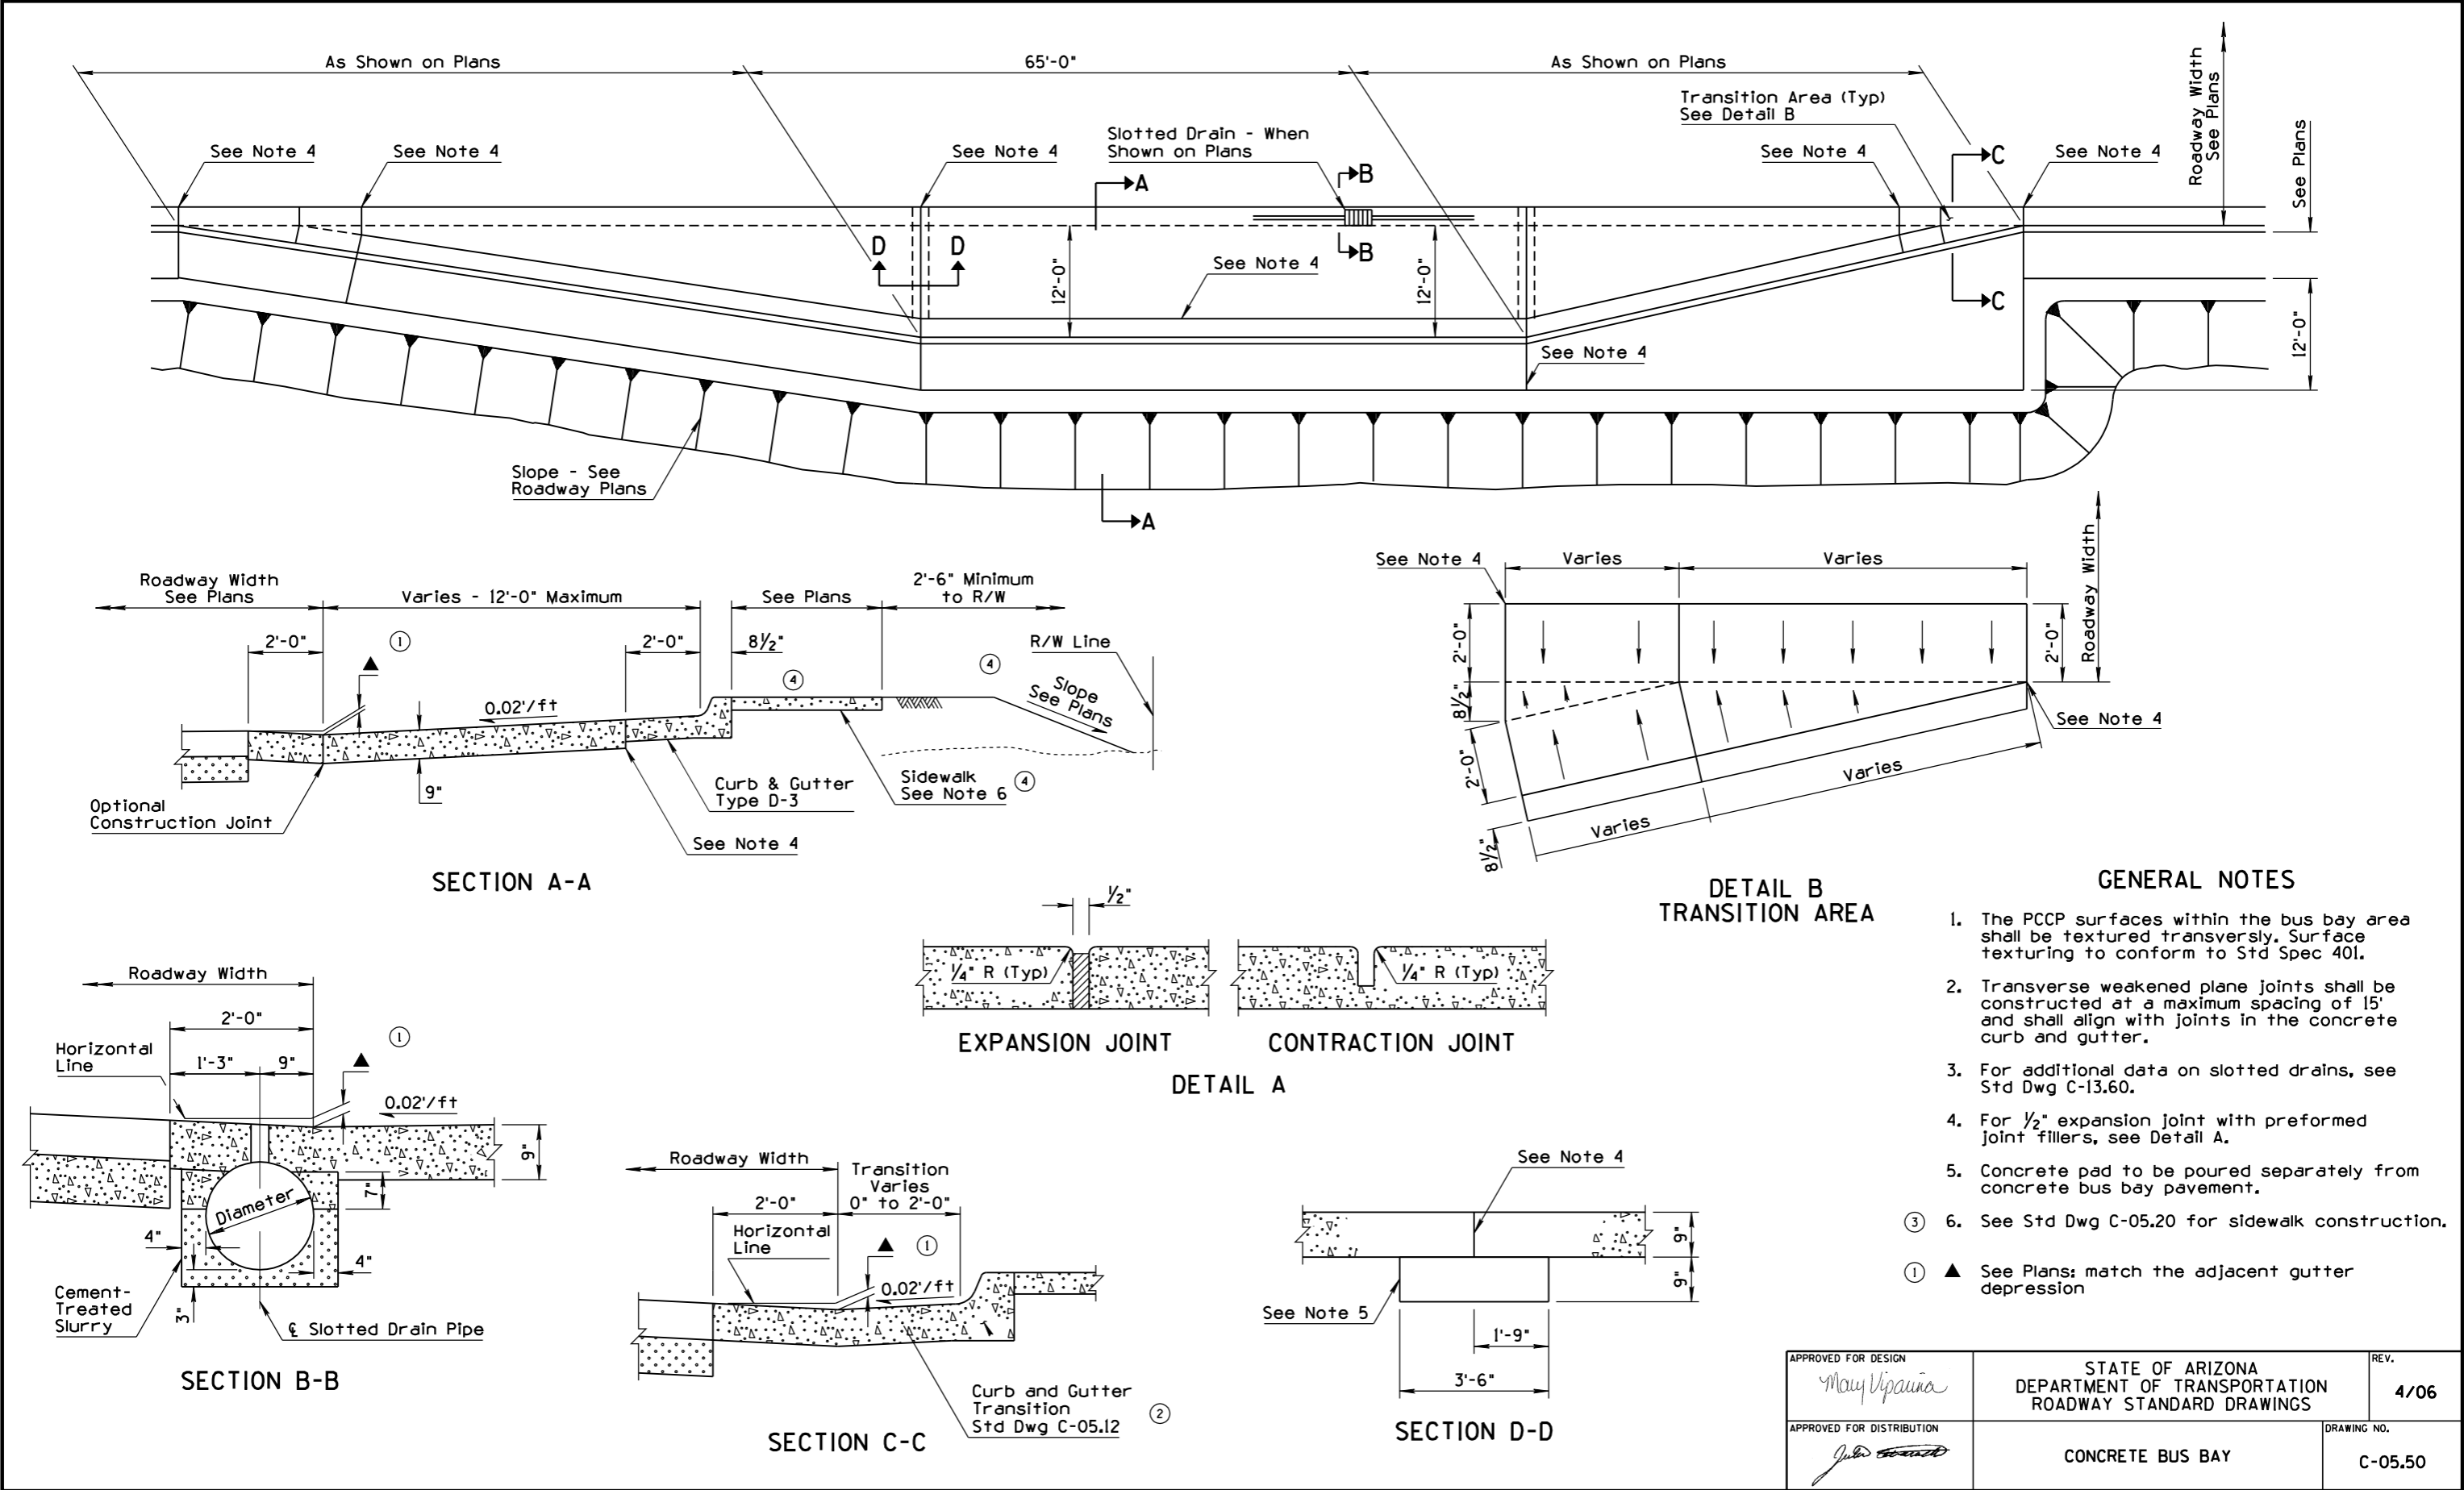 As Shown on Plans
65'-0"
As Shown on Plans
Roadway Width
See Plans
See Plans
Transition Area (Typ)
See Detail B
Slotted Drain - When
Shown on Plans
See Note 4
See Note 4
See Note 4
See Note 4
See Note 4
A
B
C
D D
B
C
12'-0"
12'-0"
See Note 4
See Note 4
12'-0"
Slope - See
Roadway Plans
A
Roadway Width
See Plans
Varies - 12'-0" Maximum
See Plans
2'-6" Minimum
to R/W
2'-0"
1
2'-0"
8½"
R/W Line
4
4
Slope
See Plans
0.02'/ft
9"
Optional
Construction Joint
Curb & Gutter
Type D-3
Sidewalk
See Note 6
4
See Note 4
SECTION A-A
See Note 4
Varies
Varies
Roadway Width
2'-0"
2'-0"
8½"
2'-0"
8½"
See Note 4
Varies
Varies
DETAIL B
TRANSITION AREA
½"
¼" R (Typ)
¼" R (Typ)
EXPANSION JOINT
CONTRACTION JOINT
DETAIL A
Roadway Width
2'-0"
1'-3"
9"
1
Horizontal
Line
0.02'/ft
9"
7"
Diameter
4"
4"
3"
Cement-
Treated
Slurry
℄ Slotted Drain Pipe
SECTION B-B
Roadway Width
Transition
Varies
0" to 2'-0"
2'-0"
Horizontal
Line
1
0.02'/ft
Curb and Gutter
Transition
Std Dwg C-05.12
2
SECTION C-C
See Note 4
9"
9"
See Note 5
1'-9"
3'-6"
SECTION D-D
GENERAL NOTES
1. The PCCP surfaces within the bus bay area
shall be textured transversly. Surface
texturing to conform to Std Spec 401.
2. Transverse weakened plane joints shall be
constructed at a maximum spacing of 15'
and shall align with joints in the concrete
curb and gutter.
3. For additional data on slotted drains, see
Std Dwg C-13.60.
4. For ½" expansion joint with preformed
joint fillers, see Detail A.
5. Concrete pad to be poured separately from
concrete bus bay pavement.
3 6. See Std Dwg C-05.20 for sidewalk construction.
1 ▲ See Plans; match the adjacent gutter
depression
APPROVED FOR DESIGN
Mary Viparina
STATE OF ARIZONA
DEPARTMENT OF TRANSPORTATION
ROADWAY STANDARD DRAWINGS
REV.
4/06
APPROVED FOR DISTRIBUTION
CONCRETE BUS BAY
DRAWING NO.
C-05.50